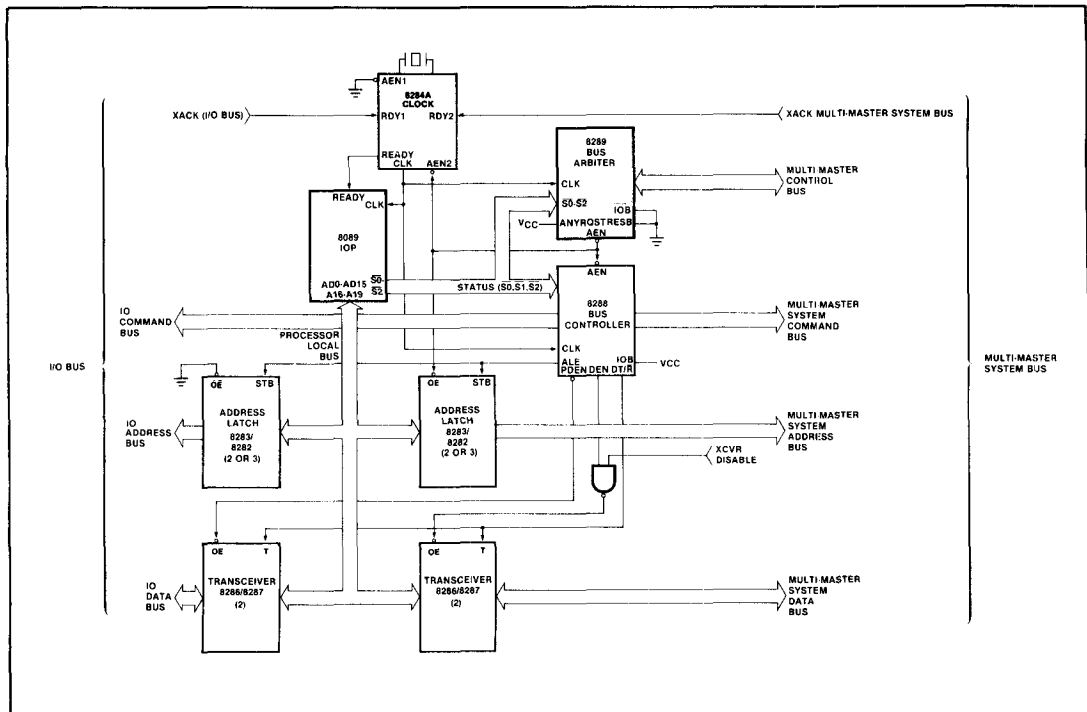 AEN1
8284A
CLOCK
XACK (I/O BUS)
RDY1 RDY2
XACK MULTI-MASTER SYSTEM BUS
READY
CLK AEN2
8289
BUS
ARBITER
CLK
S0-S2
IOB
VCC
ANYRQSTRESB
AEN
MULTI MASTER
CONTROL
BUS
READY
CLK
8089
IOP
AD0-AD15
A16-A19
S0-
S2
STATUS (S0,S1,S2)
AEN
8288
BUS
CONTROLLER
CLK
ALE IOB
PDEN DEN DT/R
VCC
IO
COMMAND
BUS
PROCESSOR
LOCAL
BUS
MULTI-MASTER
SYSTEM
COMMAND
BUS
I/O BUS
MULTI-MASTER
SYSTEM BUS
OE STB
ADDRESS
LATCH
8283/
8282
(2 OR 3)
OE STB
ADDRESS
LATCH
8283/
8282
(2 OR 3)
IO
ADDRESS
BUS
MULTI-MASTER
SYSTEM
ADDRESS
BUS
XCVR
DISABLE
OE T
TRANSCEIVER
8286/8287
(2)
OE T
TRANSCEIVER
8286/8287
(2)
IO
DATA
BUS
MULTI-MASTER
SYSTEM
DATA
BUS